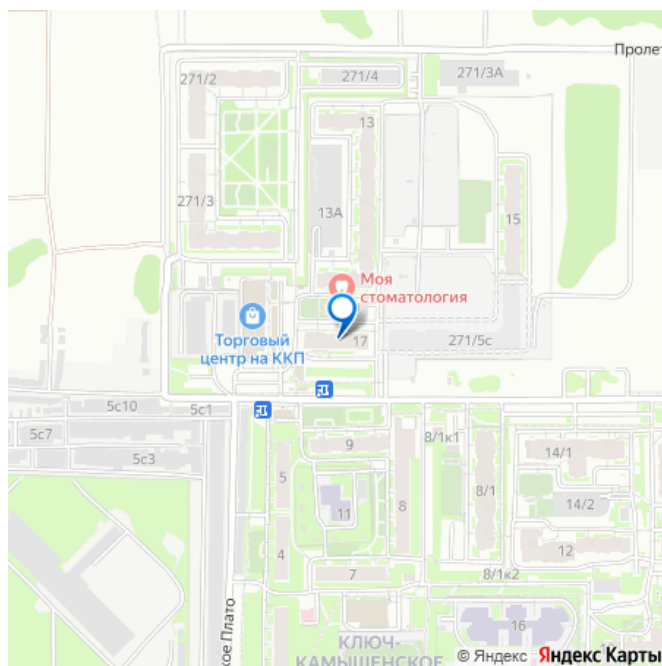 Пролет
271/2
271/4
271/3А
13
271/3
13А
15
Моя
стоматология
Торговый
центр на ККП
17
271/5с
5с10
5с1
5с7
5с3
9
8/1к1
14/1
5
8/1
11
8
14/2
4
12
7
8/1к2
16
кое Плато
КЛЮЧ-
КАМЫШЕНСКОЕ
© Яндекс Яндекс Карты